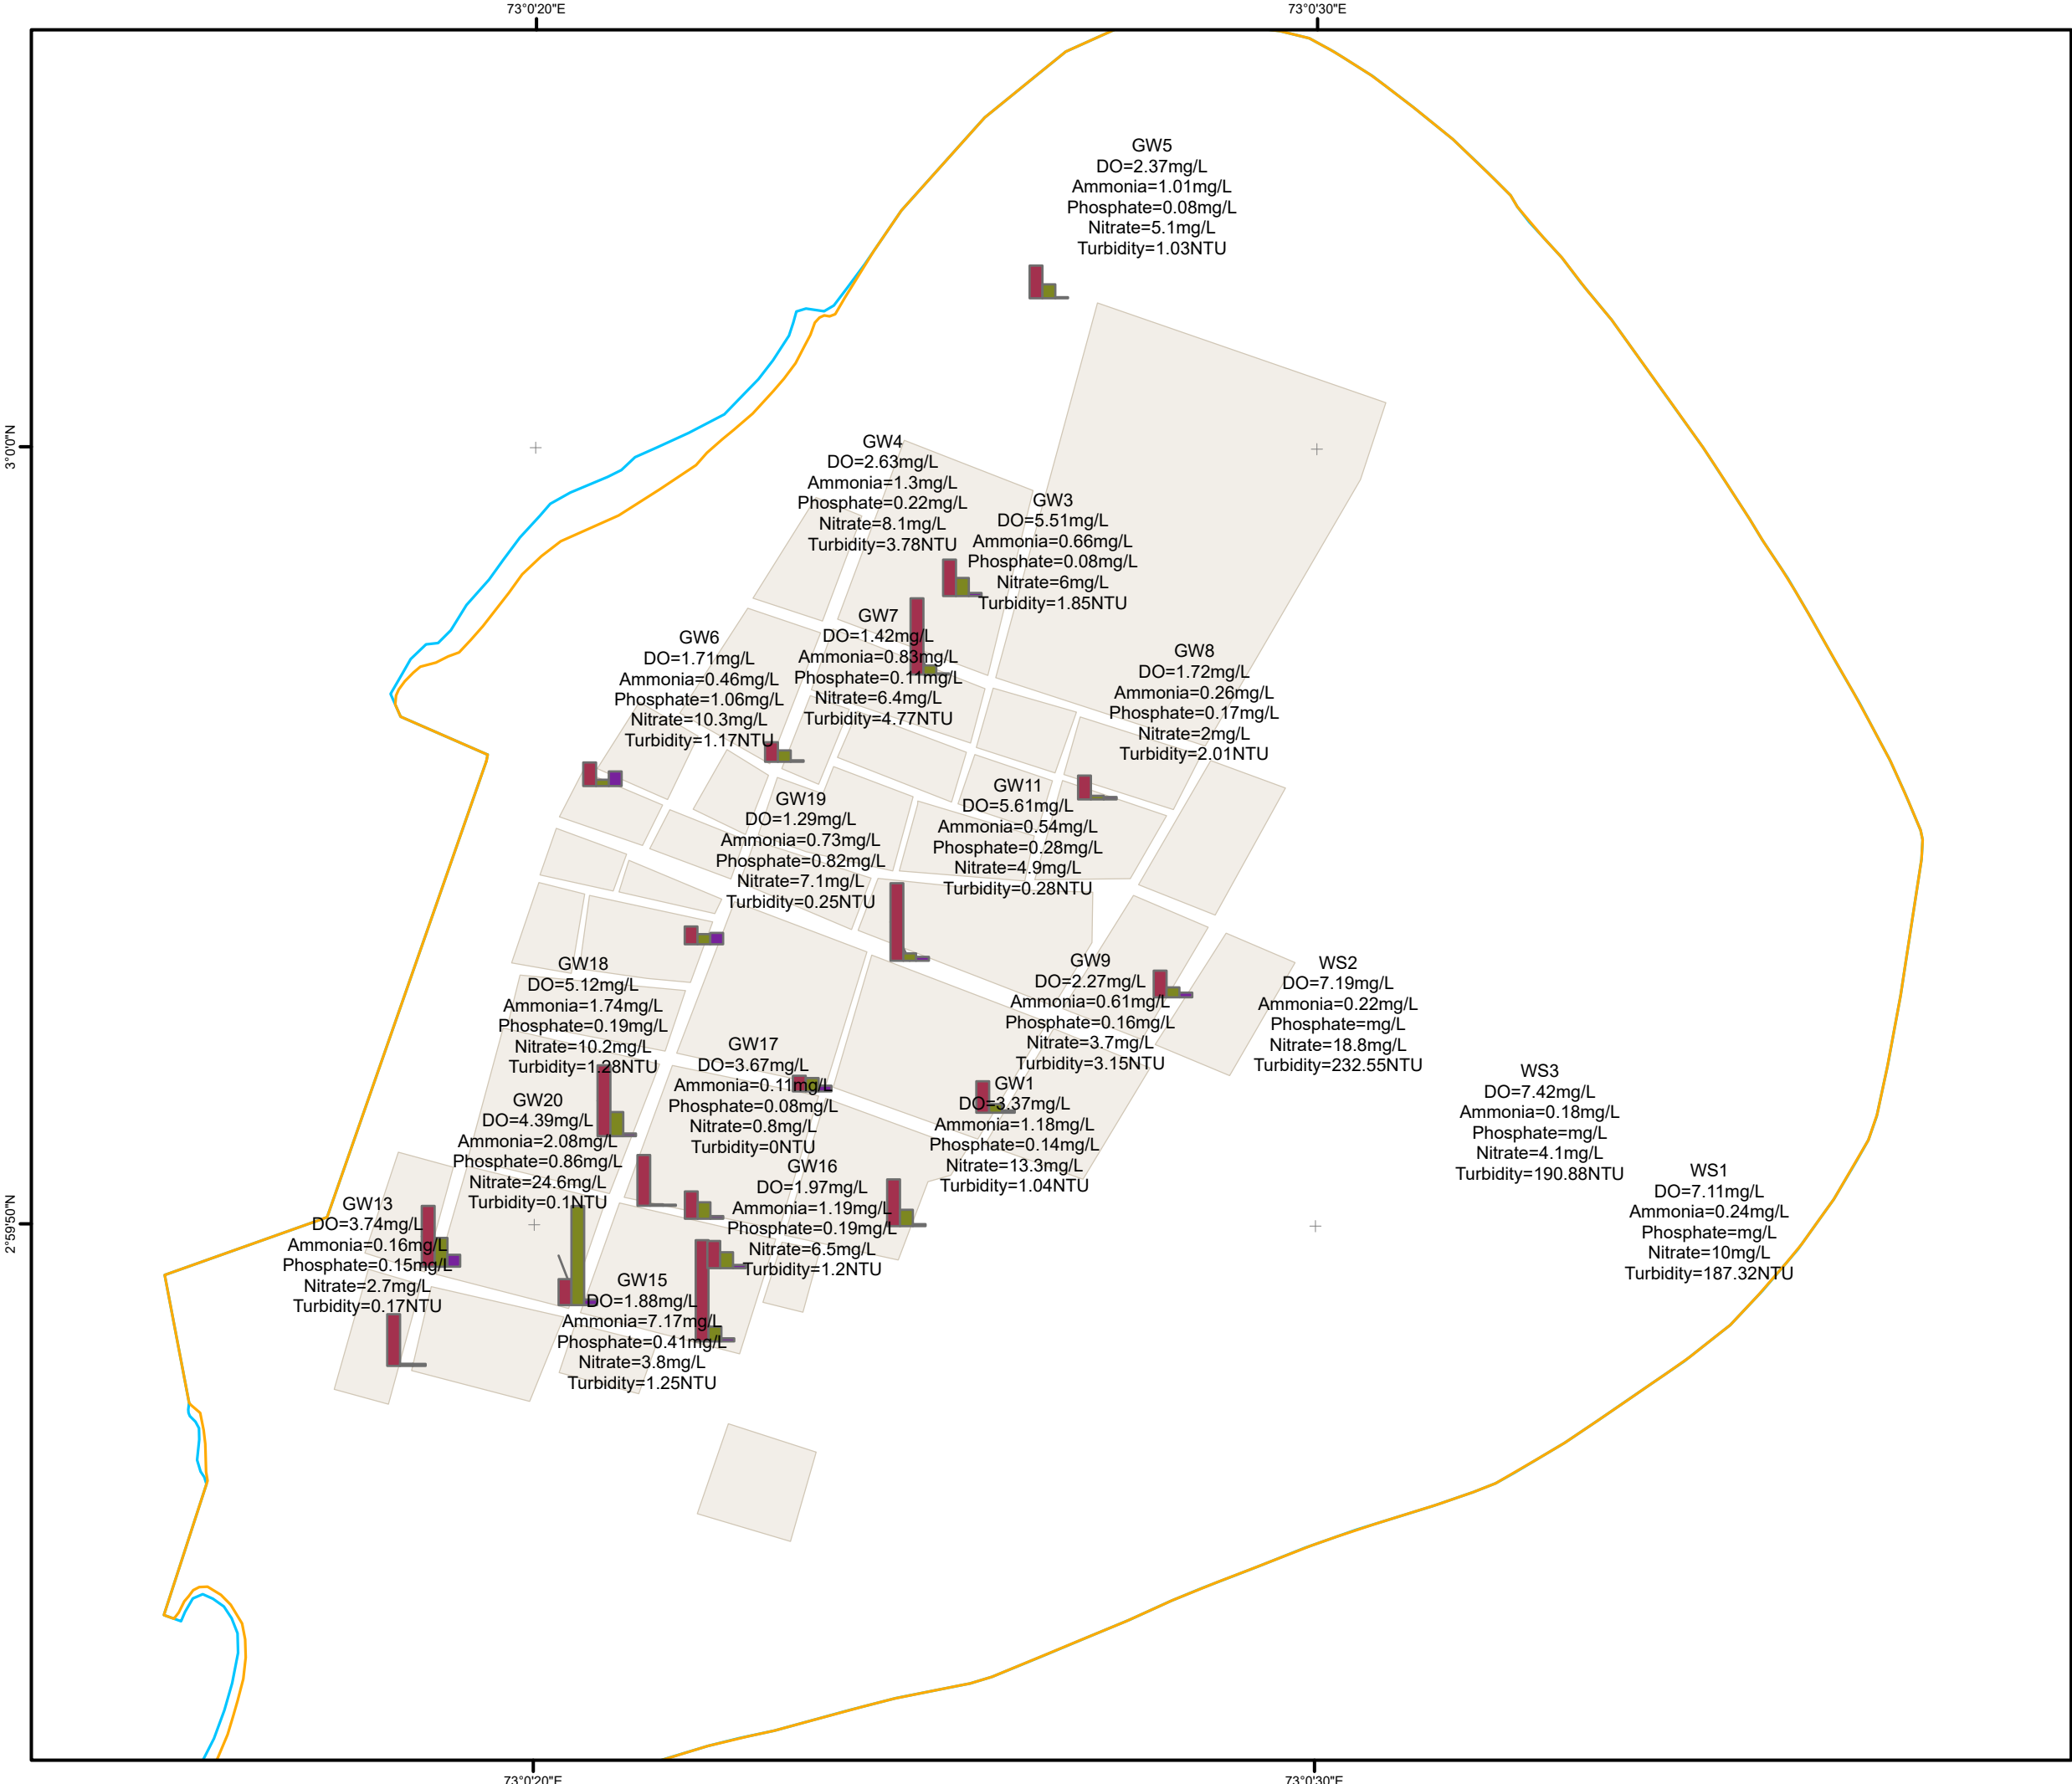 73°0'20"E
73°0'30"E
GW5
DO=2.37mg/L
Ammonia=1.01mg/L
Phosphate=0.08mg/L
Nitrate=5.1mg/L
Turbidity=1.03NTU
3°0'0"N
GW4
DO=2.63mg/L
Ammonia=1.3mg/L
Phosphate=0.22mg/L
Nitrate=8.1mg/L
Turbidity=3.78NTU
GW3
DO=5.51mg/L
Ammonia=0.66mg/L
Phosphate=0.08mg/L
Nitrate=6mg/L
Turbidity=1.85NTU
GW7
DO=1.42mg/L
Ammonia=0.83mg/L
Phosphate=0.11mg/L
Nitrate=6.4mg/L
Turbidity=4.77NTU
GW6
DO=1.71mg/L
Ammonia=0.46mg/L
Phosphate=1.06mg/L
Nitrate=10.3mg/L
Turbidity=1.17NTU
GW8
DO=1.72mg/L
Ammonia=0.26mg/L
Phosphate=0.17mg/L
Nitrate=2mg/L
Turbidity=2.01NTU
GW11
DO=5.61mg/L
Ammonia=0.54mg/L
Phosphate=0.28mg/L
Nitrate=4.9mg/L
Turbidity=0.28NTU
GW19
DO=1.29mg/L
Ammonia=0.73mg/L
Phosphate=0.82mg/L
Nitrate=7.1mg/L
Turbidity=0.25NTU
GW18
DO=5.12mg/L
Ammonia=1.74mg/L
Phosphate=0.19mg/L
Nitrate=10.2mg/L
Turbidity=1.28NTU
GW9
DO=2.27mg/L
Ammonia=0.61mg/L
Phosphate=0.16mg/L
Nitrate=3.7mg/L
Turbidity=3.15NTU
WS2
DO=7.19mg/L
Ammonia=0.22mg/L
Phosphate=mg/L
Nitrate=18.8mg/L
Turbidity=232.55NTU
GW17
DO=3.67mg/L
Ammonia=0.11mg/L
Phosphate=0.08mg/L
Nitrate=0.8mg/L
Turbidity=0NTU
WS3
DO=7.42mg/L
Ammonia=0.18mg/L
Phosphate=mg/L
Nitrate=4.1mg/L
Turbidity=190.88NTU
GW1
DO=3.37mg/L
Ammonia=1.18mg/L
Phosphate=0.14mg/L
Nitrate=13.3mg/L
Turbidity=1.04NTU
GW20
DO=4.39mg/L
Ammonia=2.08mg/L
Phosphate=0.86mg/L
Nitrate=24.6mg/L
Turbidity=0.1NTU
GW16
DO=1.97mg/L
Ammonia=1.19mg/L
Phosphate=0.19mg/L
Nitrate=6.5mg/L
Turbidity=1.2NTU
WS1
DO=7.11mg/L
Ammonia=0.24mg/L
Phosphate=mg/L
Nitrate=10mg/L
Turbidity=187.32NTU
2°59'50"N
GW13
DO=3.74mg/L
Ammonia=0.16mg/L
Phosphate=0.15mg/L
Nitrate=2.7mg/L
Turbidity=0.17NTU
GW15
DO=1.88mg/L
Ammonia=7.17mg/L
Phosphate=0.41mg/L
Nitrate=3.8mg/L
Turbidity=1.25NTU
73°0'20"E
73°0'30"E